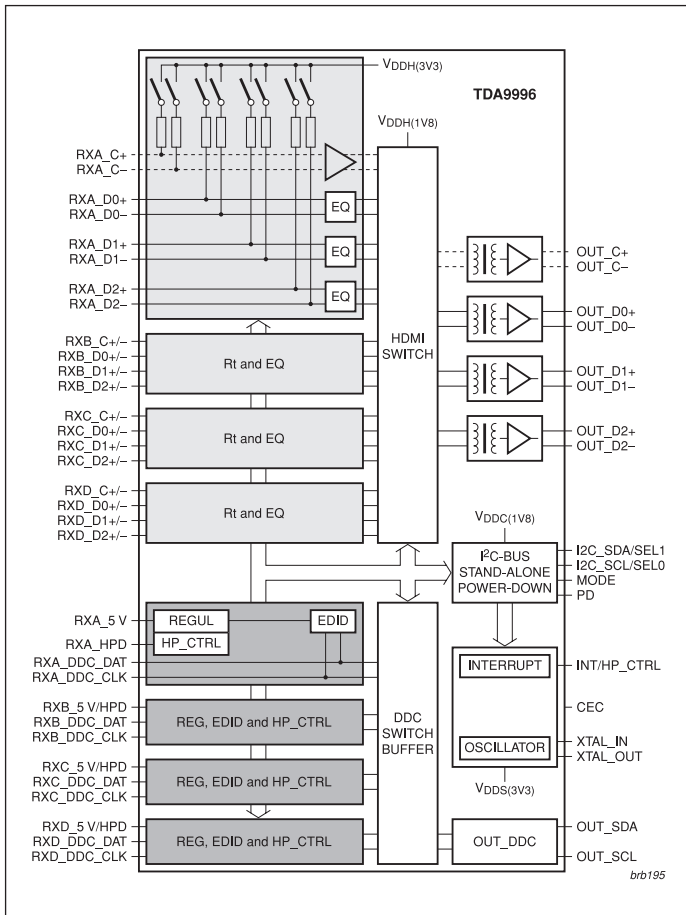 VDDH(3V3)
TDA9996
VDDH(1V8)
RXA_C+
RXA_C−
RXA_D0+
EQ
RXA_D0−
RXA_D1+
EQ
RXA_D1−
RXA_D2+
EQ
RXA_D2−
HDMI
SWITCH
OUT_C+
OUT_C−
OUT_D0+
OUT_D0−
OUT_D1+
OUT_D1−
OUT_D2+
OUT_D2−
RXB_C+/−
RXB_D0+/−
RXB_D1+/−
RXB_D2+/−
Rt and EQ
RXC_C+/−
RXC_D0+/−
RXC_D1+/−
RXC_D2+/−
Rt and EQ
RXD_C+/−
RXD_D0+/−
RXD_D1+/−
RXD_D2+/−
Rt and EQ
VDDC(1V8)
I²C-BUS
STAND-ALONE
POWER-DOWN
I2C_SDA/SEL1
I2C_SCL/SEL0
MODE
PD
RXA_5 V
REGUL
EDID
RXA_HPD
HP_CTRL
RXA_DDC_DAT
RXA_DDC_CLK
INTERRUPT
INT/HP_CTRL
CEC
OSCILLATOR
XTAL_IN
XTAL_OUT
VDDS(3V3)
RXB_5 V/HPD
RXB_DDC_DAT
RXB_DDC_CLK
REG, EDID and HP_CTRL
DDC
SWITCH
BUFFER
RXC_5 V/HPD
RXC_DDC_DAT
RXC_DDC_CLK
REG, EDID and HP_CTRL
RXD_5 V/HPD
RXD_DDC_DAT
RXD_DDC_CLK
REG, EDID and HP_CTRL
OUT_DDC
OUT_SDA
OUT_SCL
brb195